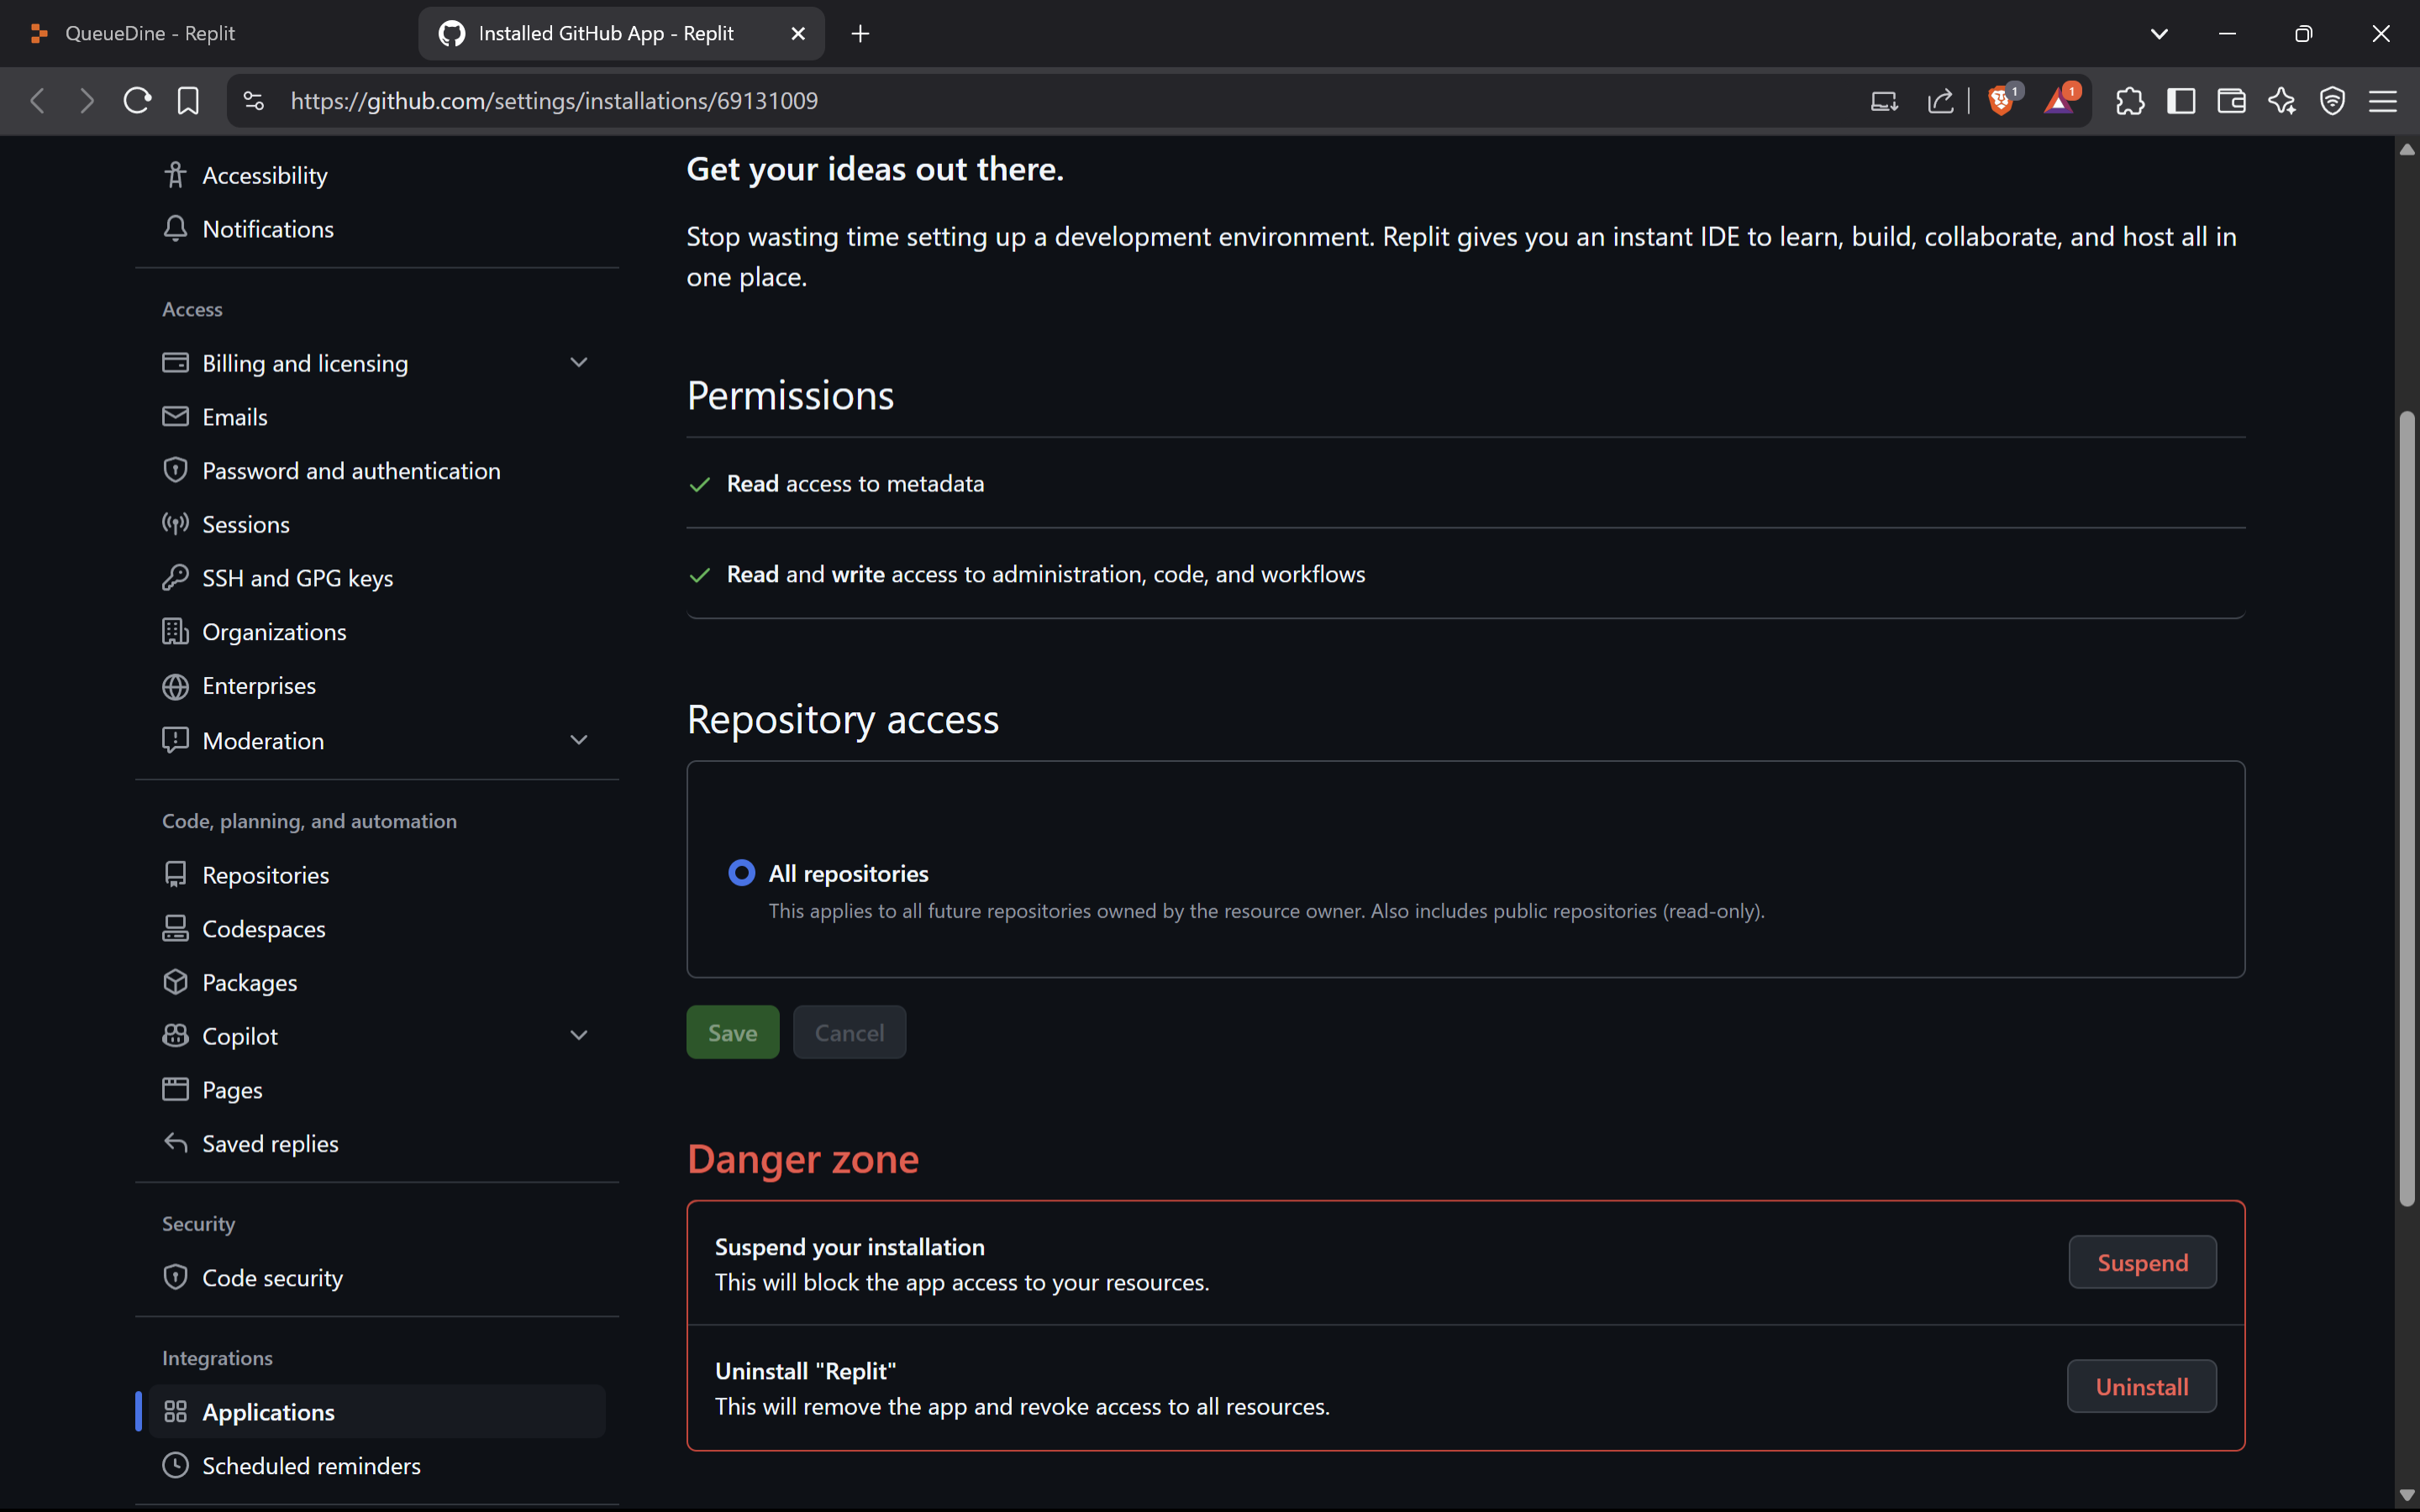 QueueDine - Replit
Installed GitHub App - Replit
https://github.com/settings/installations/69131009
1
1
Accessibility
Notifications
Access
Billing and licensing
Emails
Password and authentication
Sessions
SSH and GPG keys
Organizations
Enterprises
Moderation
Code, planning, and automation
Repositories
Codespaces
Packages
Copilot
Pages
Saved replies
Security
Code security
Integrations
Applications
Scheduled reminders
Get your ideas out there.
Stop wasting time setting up a development environment. Replit gives you an instant IDE to learn, build, collaborate, and host all in
one place.
Permissions
Read access to metadata
Read and write access to administration, code, and workflows
Repository access
All repositories
This applies to all future repositories owned by the resource owner. Also includes public repositories (read-only).
Save Cancel
Danger zone
Suspend your installation
This will block the app access to your resources.
Suspend
Uninstall "Replit"
This will remove the app and revoke access to all resources.
Uninstall